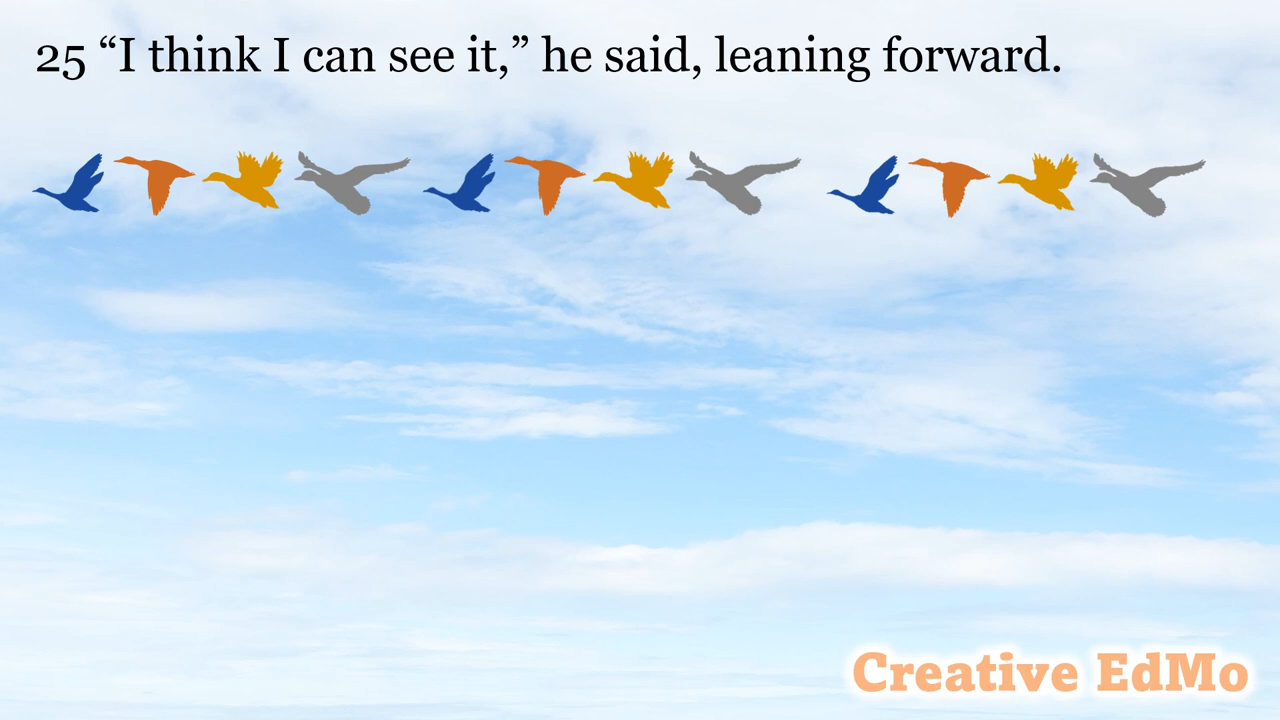 25 “I think I can see it,” he said, leaning forward.
Creative EdMo